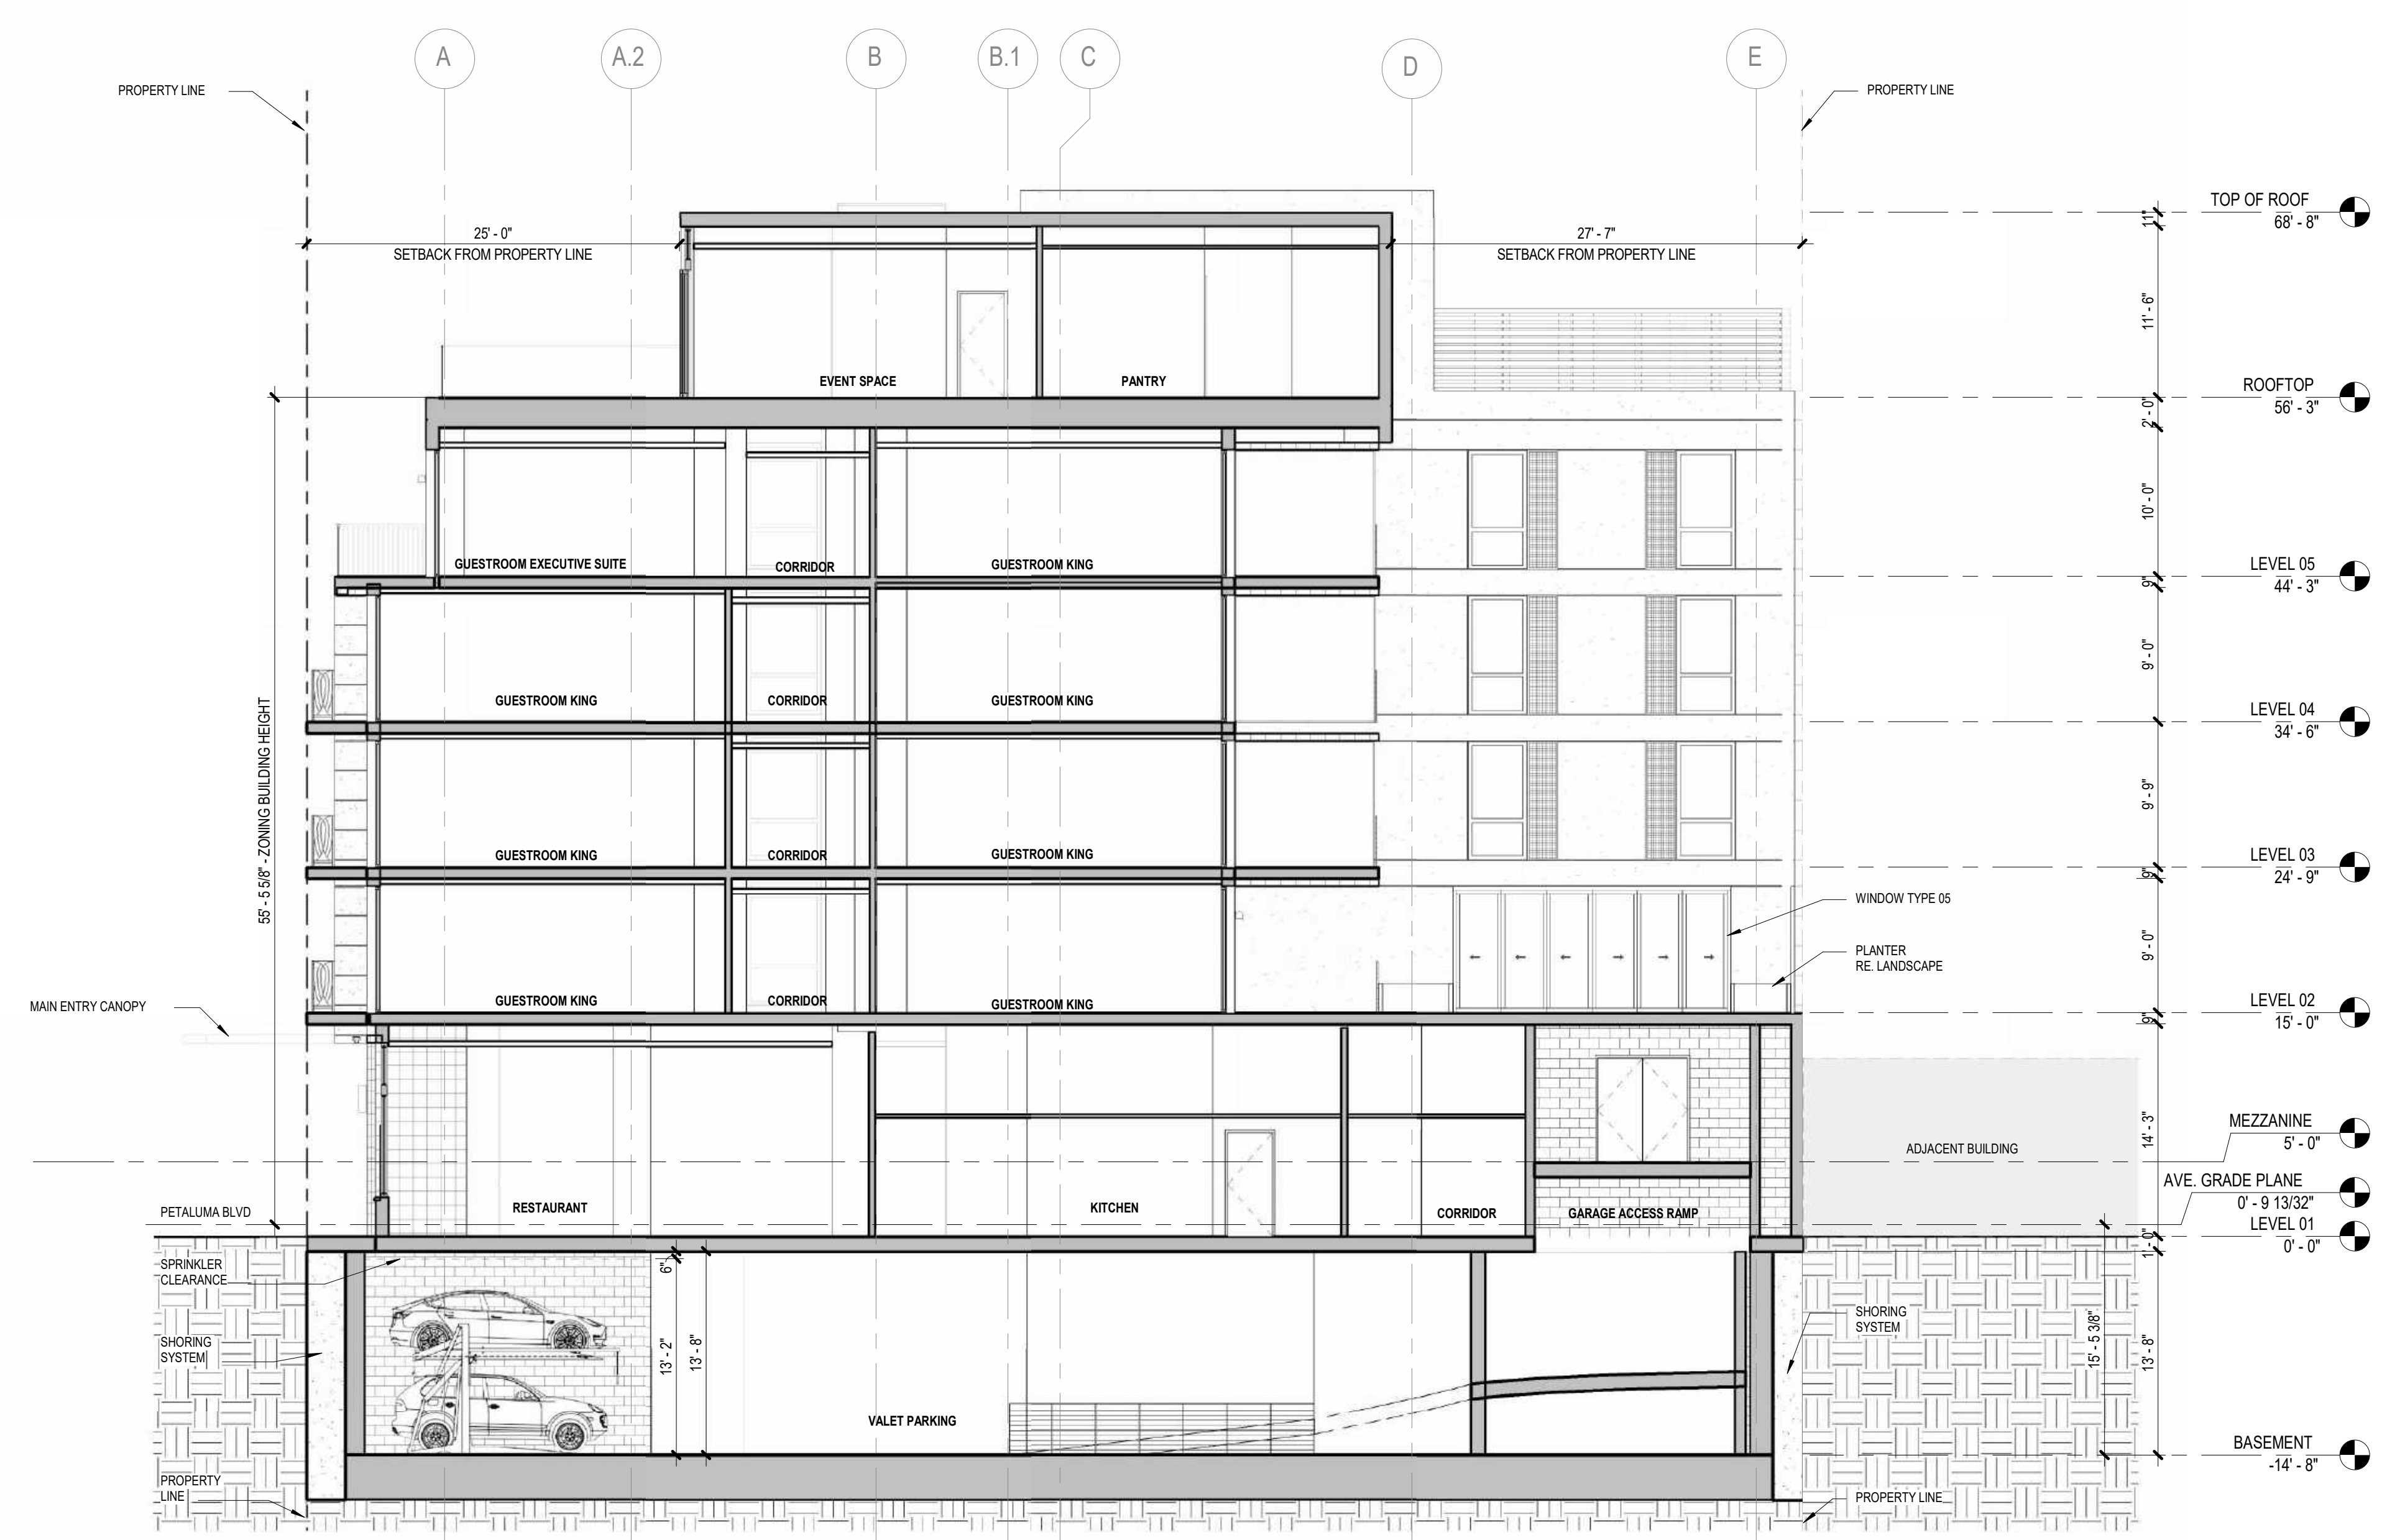 A
A.2
B
B.1
C
D
E
PROPERTY LINE
PROPERTY LINE
TOP OF ROOF
68' - 8"
11"
25' - 0"
SETBACK FROM PROPERTY LINE
27' - 7"
SETBACK FROM PROPERTY LINE
11' - 6"
EVENT SPACE
PANTRY
ROOFTOP
56' - 3"
2' - 0"
10' - 0"
GUESTROOM EXECUTIVE SUITE
CORRIDOR
GUESTROOM KING
LEVEL 05
44' - 3"
9"
9' - 0"
GUESTROOM KING
CORRIDOR
GUESTROOM KING
LEVEL 04
34' - 6"
55' - 5 5/8" - ZONING BUILDING HEIGHT
9' - 9"
GUESTROOM KING
CORRIDOR
GUESTROOM KING
LEVEL 03
24' - 9"
9"
WINDOW TYPE 05
9' - 0"
PLANTER
RE. LANDSCAPE
GUESTROOM KING
CORRIDOR
GUESTROOM KING
LEVEL 02
15' - 0"
9"
MAIN ENTRY CANOPY
14' - 3"
MEZZANINE
5' - 0"
ADJACENT BUILDING
AVE. GRADE PLANE
0' - 9 13/32"
PETALUMA BLVD
RESTAURANT
KITCHEN
CORRIDOR
GARAGE ACCESS RAMP
LEVEL 01
0' - 0"
1' - 0"
SPRINKLER
CLEARANCE
6"
SHORING
SYSTEM
13' - 2"
13' - 8"
SHORING
SYSTEM
15' - 5 3/8"
13' - 8"
VALET PARKING
BASEMENT
-14' - 8"
PROPERTY
LINE
PROPERTY LINE